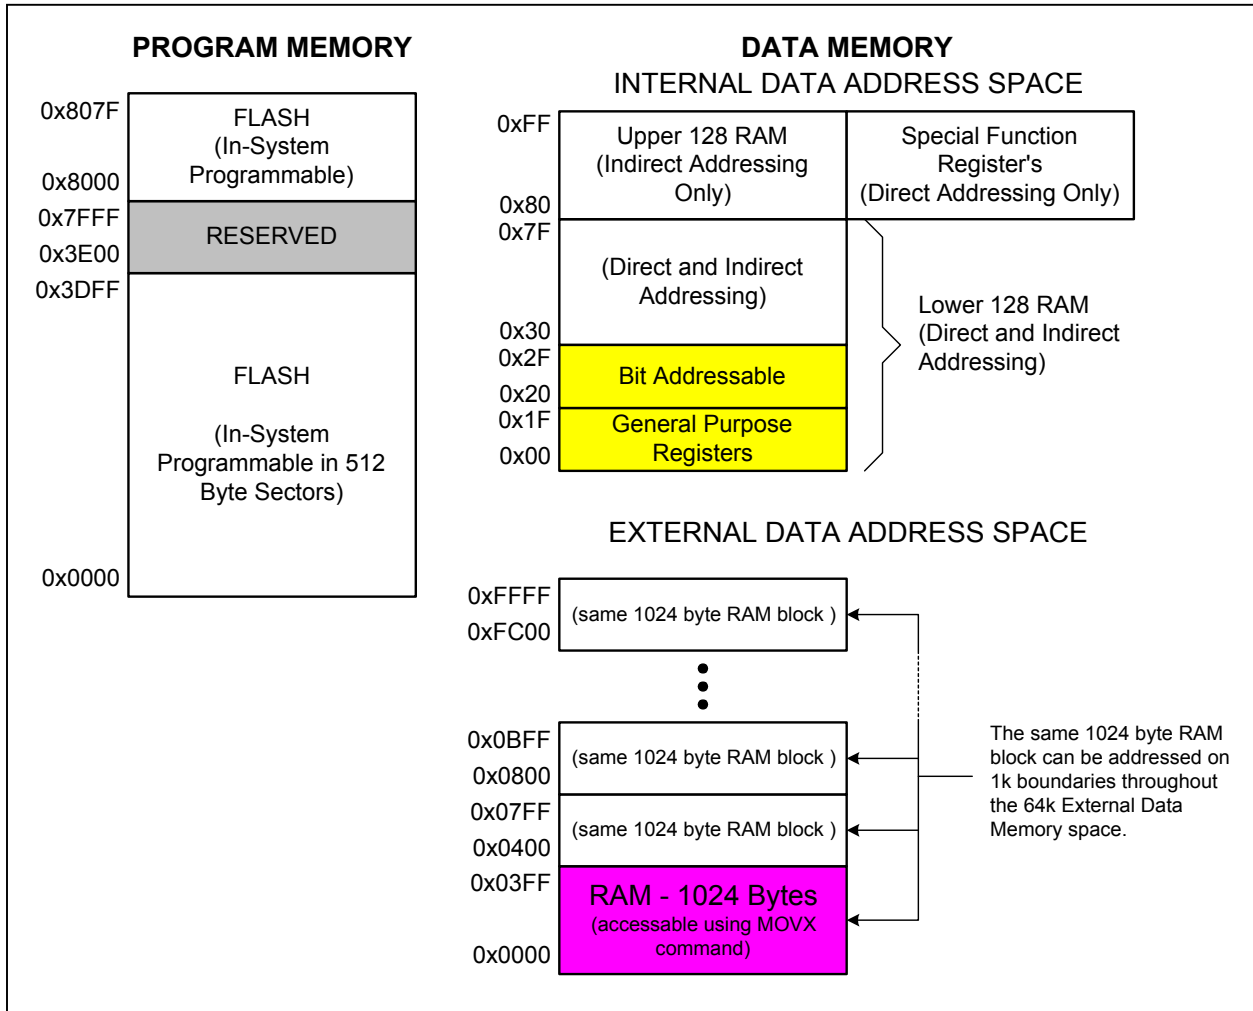 PROGRAM MEMORY
0x807F
FLASH
(In-System
Programmable)
0x8000
0x7FFF
RESERVED
0x3E00
0x3DFF
FLASH
(In-System
Programmable in 512
Byte Sectors)
0x0000
DATA MEMORY
INTERNAL DATA ADDRESS SPACE
0xFF
Upper 128 RAM
(Indirect Addressing
Only)
0x80
Special Function
Register's
(Direct Addressing Only)
0x7F
(Direct and Indirect
Addressing)
0x30
0x2F
Bit Addressable
0x20
0x1F
General Purpose
Registers
0x00
Lower 128 RAM
(Direct and Indirect
Addressing)
EXTERNAL DATA ADDRESS SPACE
0xFFFF
(same 1024 byte RAM block )
0xFC00
0x0BFF
(same 1024 byte RAM block )
0x0800
0x07FF
(same 1024 byte RAM block )
0x0400
0x03FF
RAM - 1024 Bytes
(accessable using MOVX
command)
0x0000
The same 1024 byte RAM
block can be addressed on
1k boundaries throughout
the 64k External Data
Memory space.